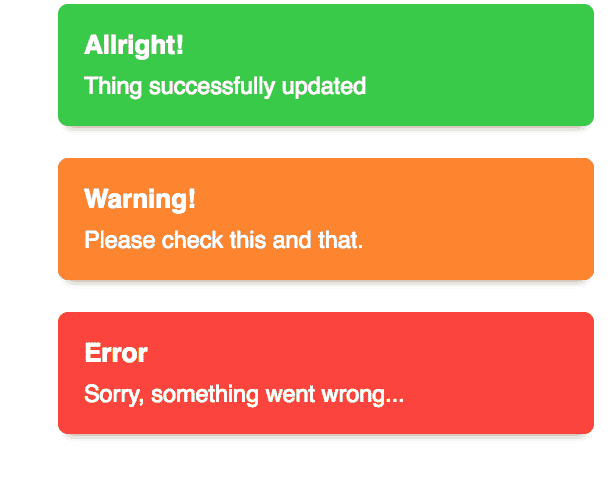 Allright!
Thing successfully updated
Warning!
Please check this and that.
Error
Sorry, something went wrong...